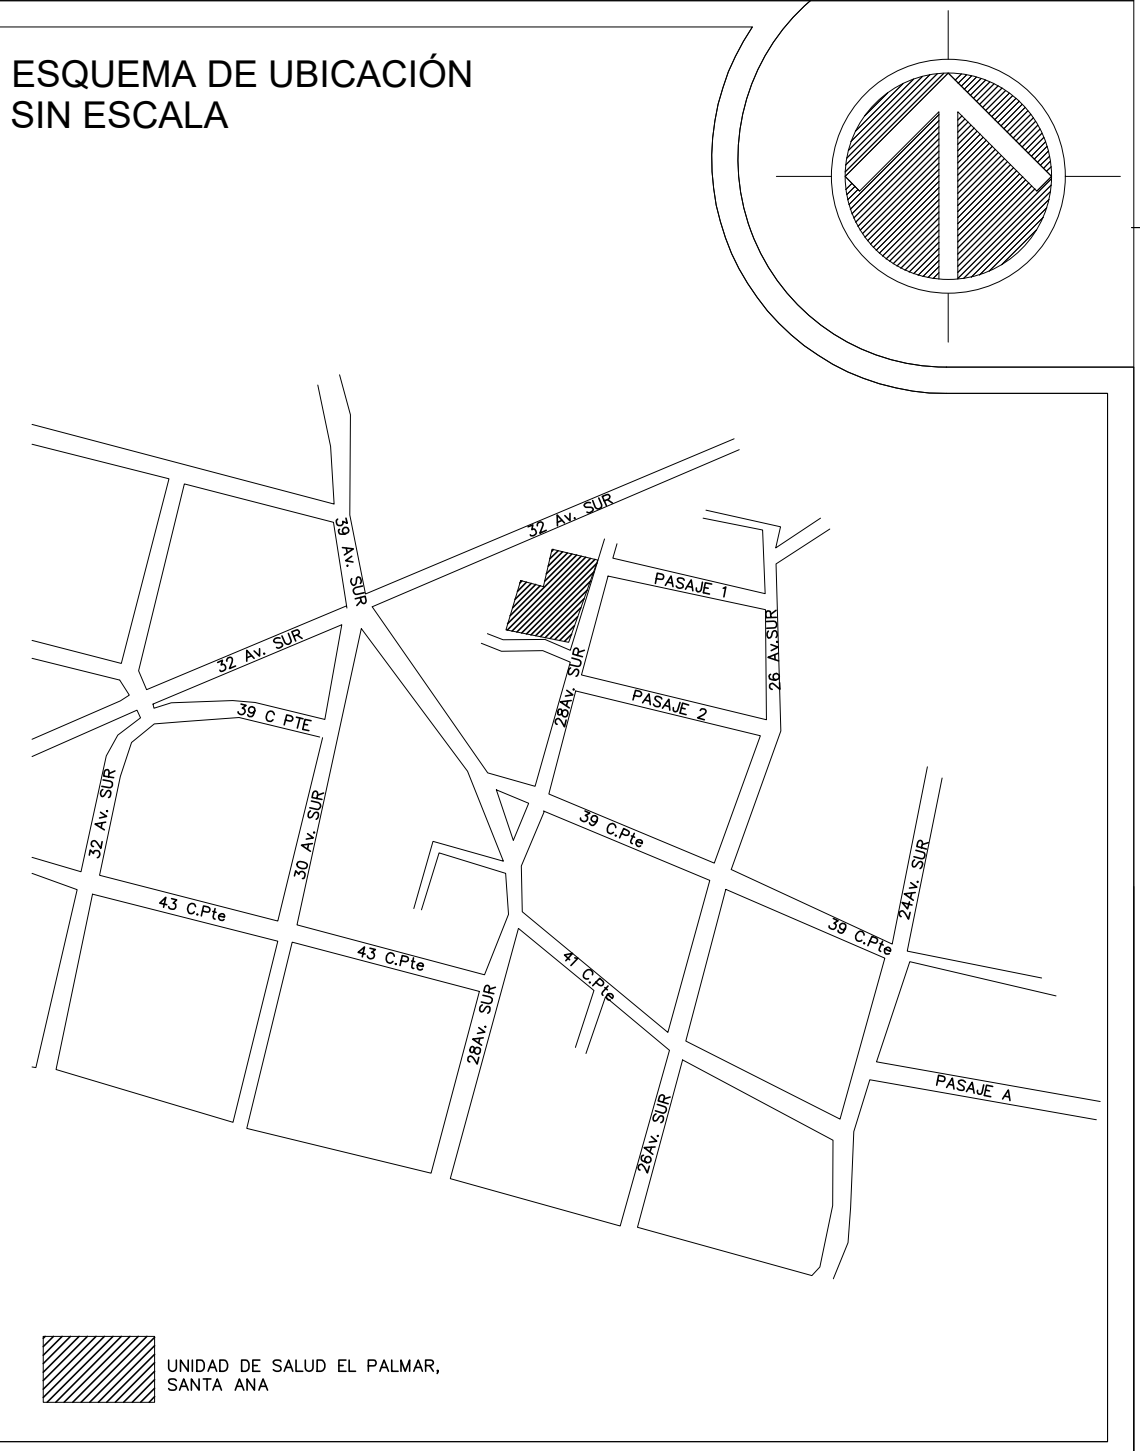 ESQUEMA DE UBICACIÓN
SIN ESCALA
32 Av. SUR
39 Av. SUR
PASAJE 1
26 Av.SUR
32 Av. SUR
28Av. SUR
PASAJE 2
39 C PTE
32 Av. SUR
30 Av. SUR
39 C.Pte
24Av. SUR
43 C.Pte
39 C.Pte
43 C.Pte
41 C.Pte
28Av. SUR
PASAJE A
26Av. SUR
UNIDAD DE SALUD EL PALMAR,
SANTA ANA